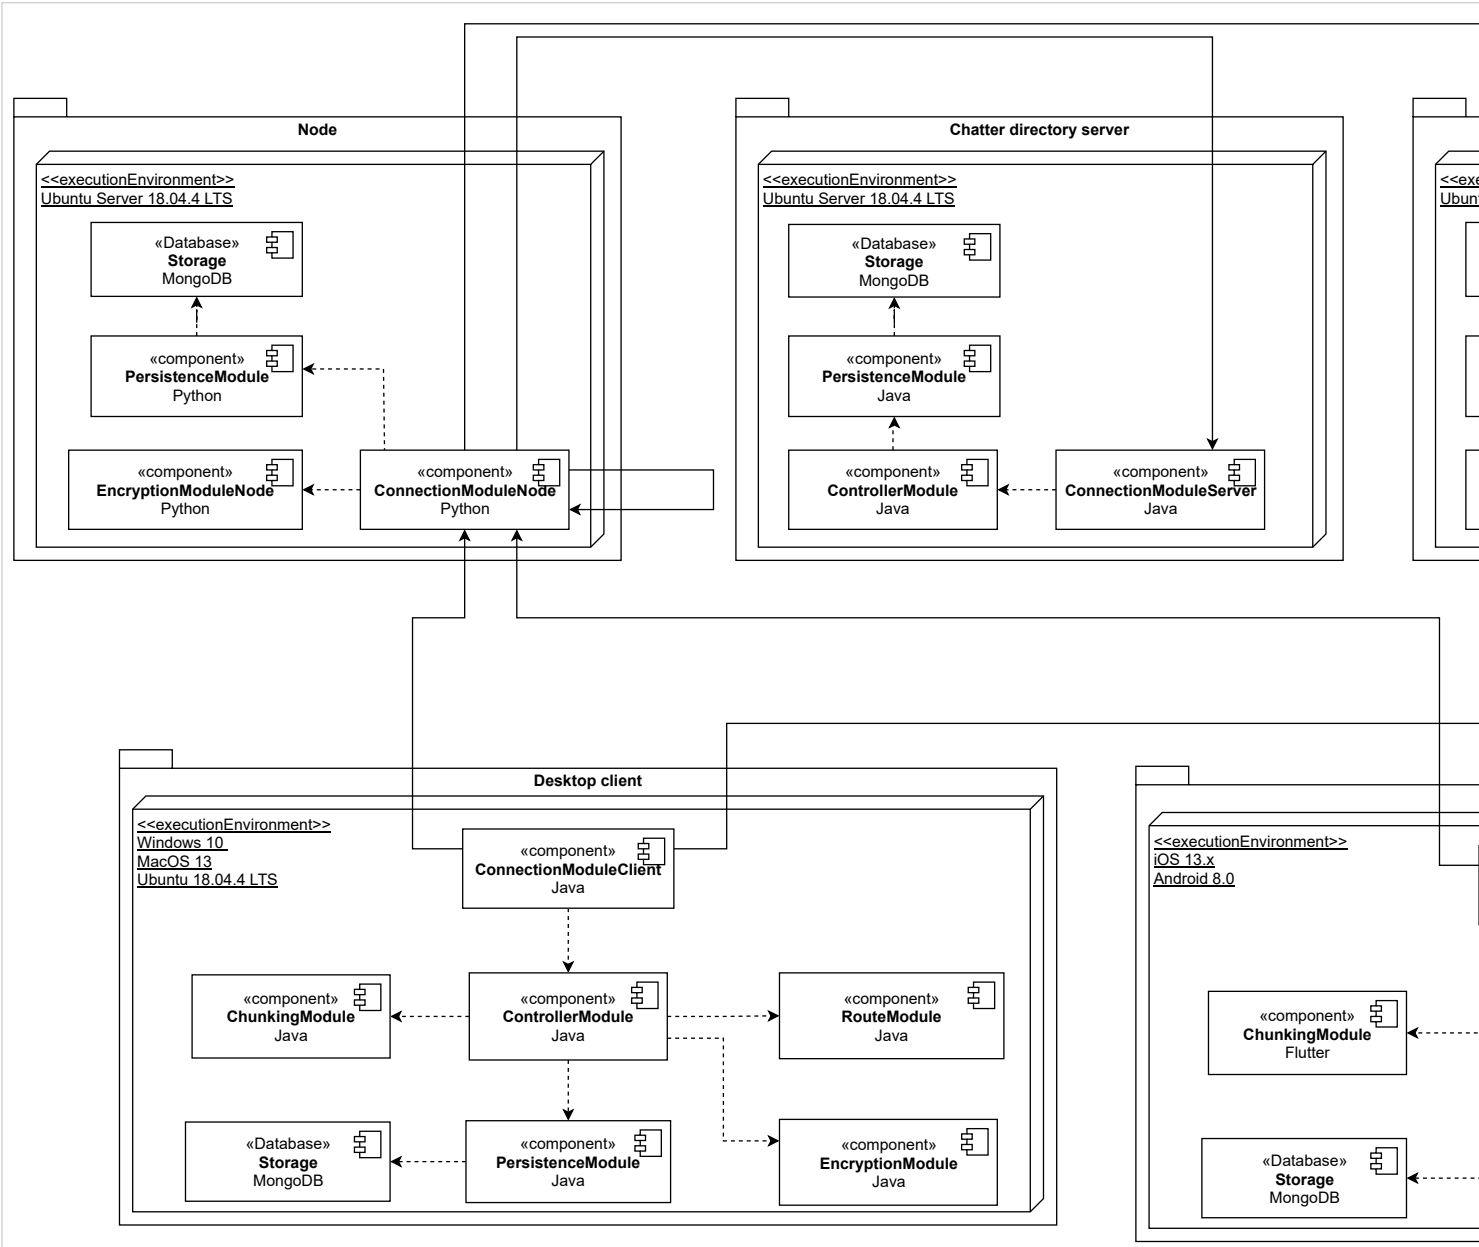 Node
<<executionEnvironment>>
Ubuntu Server 18.04.4 LTS
«Database»
Storage
MongoDB
«component»
PersistenceModule
Python
«component»
EncryptionModuleNode
Python
«component»
ConnectionModuleNode
Python
Chatter directory server
<<executionEnvironment>>
Ubuntu Server 18.04.4 LTS
«Database»
Storage
MongoDB
«component»
PersistenceModule
Java
«component»
ControllerModule
Java
«component»
ConnectionModuleServer
Java
<<exe
Ubun
Desktop client
<<executionEnvironment>>
Windows 10
MacOS 13
Ubuntu 18.04.4 LTS
«component»
ConnectionModuleClient
Java
«component»
ChunkingModule
Java
«component»
ControllerModule
Java
«component»
RouteModule
Java
«Database»
Storage
MongoDB
«component»
PersistenceModule
Java
«component»
EncryptionModule
Java
<<executionEnvironment>>
iOS 13.x
Android 8.0
«component»
ChunkingModule
Flutter
«Database»
Storage
MongoDB